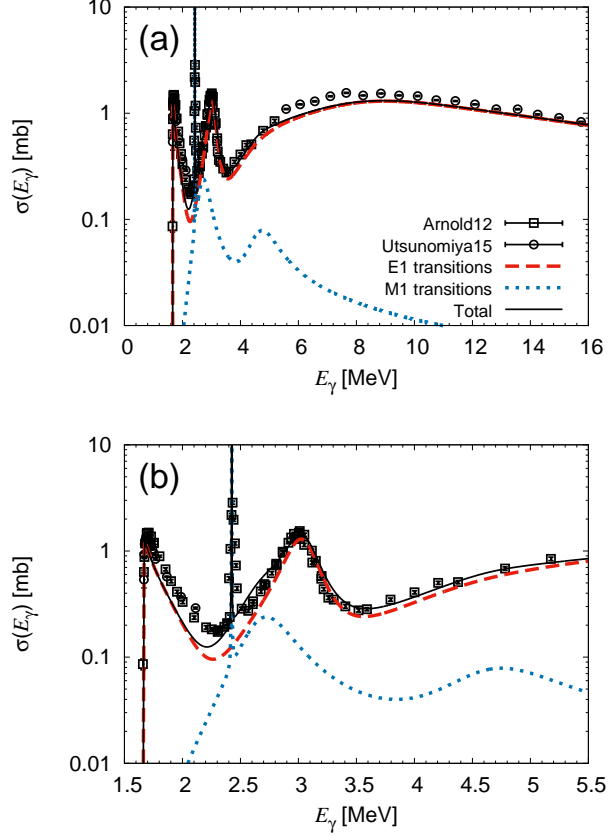 (a)
10
1
0.1
0.01
σ(Eγ) [mb]
Arnold12
Utsunomiya15
E1 transitions
M1 transitions
Total
0 2 4 6 8 10 12 14 16
Eγ [MeV]
(b)
10
1
0.1
0.01
σ(Eγ) [mb]
1.5 2 2.5 3 3.5 4 4.5 5 5.5
Eγ [MeV]